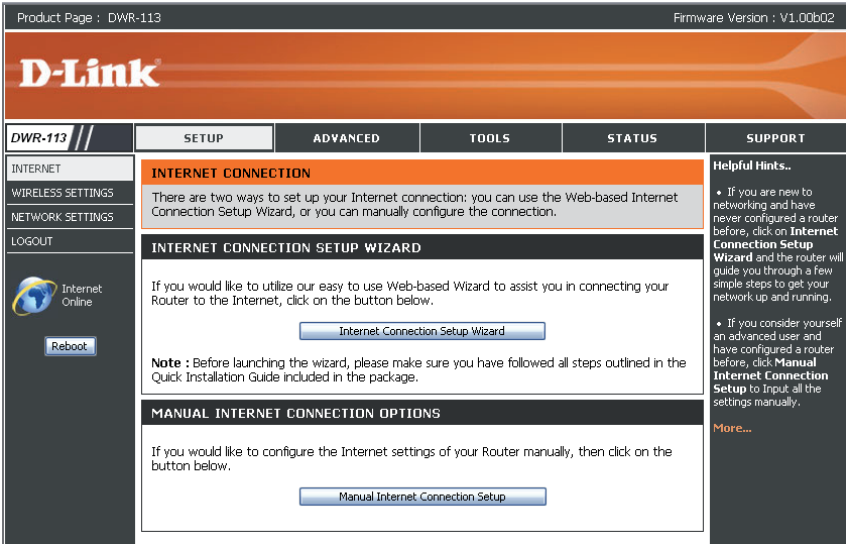 Product Page : DWR-113
Firmware Version : V1.00b02
D-Link
DWR-113
SETUP
ADVANCED
TOOLS
STATUS
SUPPORT
INTERNET
WIRELESS SETTINGS
NETWORK SETTINGS
LOGOUT
Internet
Online
Reboot
INTERNET CONNECTION
There are two ways to set up your Internet connection: you can use the Web-based Internet
Connection Setup Wizard, or you can manually configure the connection.
INTERNET CONNECTION SETUP WIZARD
If you would like to utilize our easy to use Web-based Wizard to assist you in connecting your
Router to the Internet, click on the button below.
Internet Connection Setup Wizard
Note : Before launching the wizard, please make sure you have followed all steps outlined in the
Quick Installation Guide included in the package.
MANUAL INTERNET CONNECTION OPTIONS
If you would like to configure the Internet settings of your Router manually, then click on the
button below.
Manual Internet Connection Setup
Helpful Hints..
• If you are new to
networking and have
never configured a router
before, click on Internet
Connection Setup
Wizard and the router will
guide you through a few
simple steps to get your
network up and running.
• If you consider yourself
an advanced user and
have configured a router
before, click Manual
Internet Connection
Setup to Input all the
settings manually.
More...